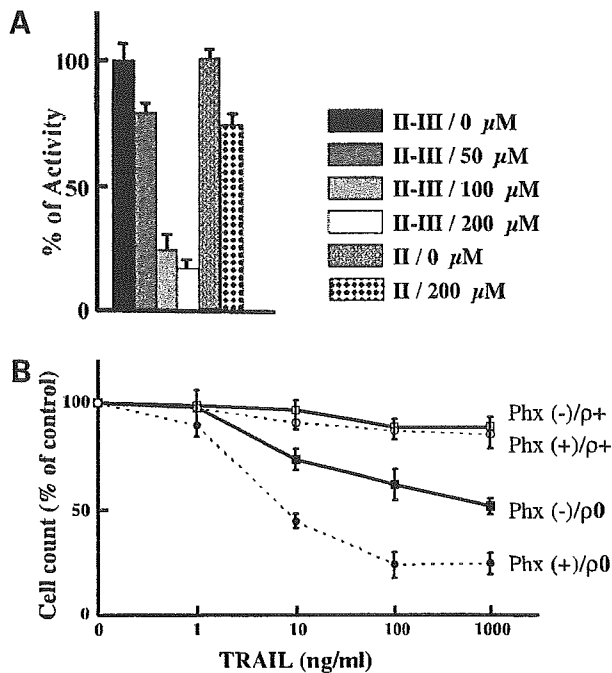 A
% of Activity
100
50
0
II-III / 0 µM
II-III / 50 µM
II-III / 100 µM
II-III / 200 µM
II / 0 µM
II / 200 µM
B
Cell count (% of control)
100
50
0
Phx (-)/ρ+
Phx (+)/ρ+
Phx (-)/ρ0
Phx (+)/ρ0
0 1 10 100 1000
TRAIL (ng/ml)